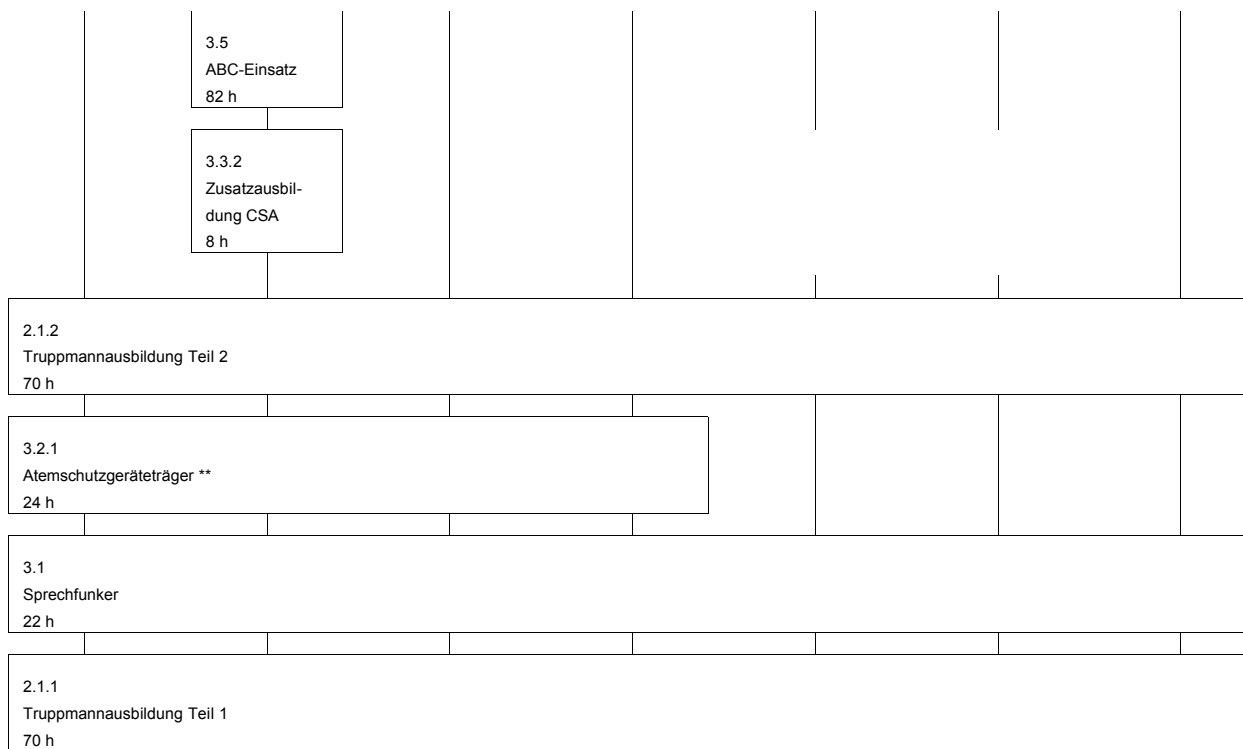 3.5
ABC-Einsatz
82 h
3.3.2
Zusatzausbil-
dung CSA
8 h
2.1.2
Truppmannausbildung Teil 2
70 h
3.2.1
Atemschutzgeräteträger **
24 h
3.1
Sprechfunker
22 h
2.1.1
Truppmannausbildung Teil 1
70 h